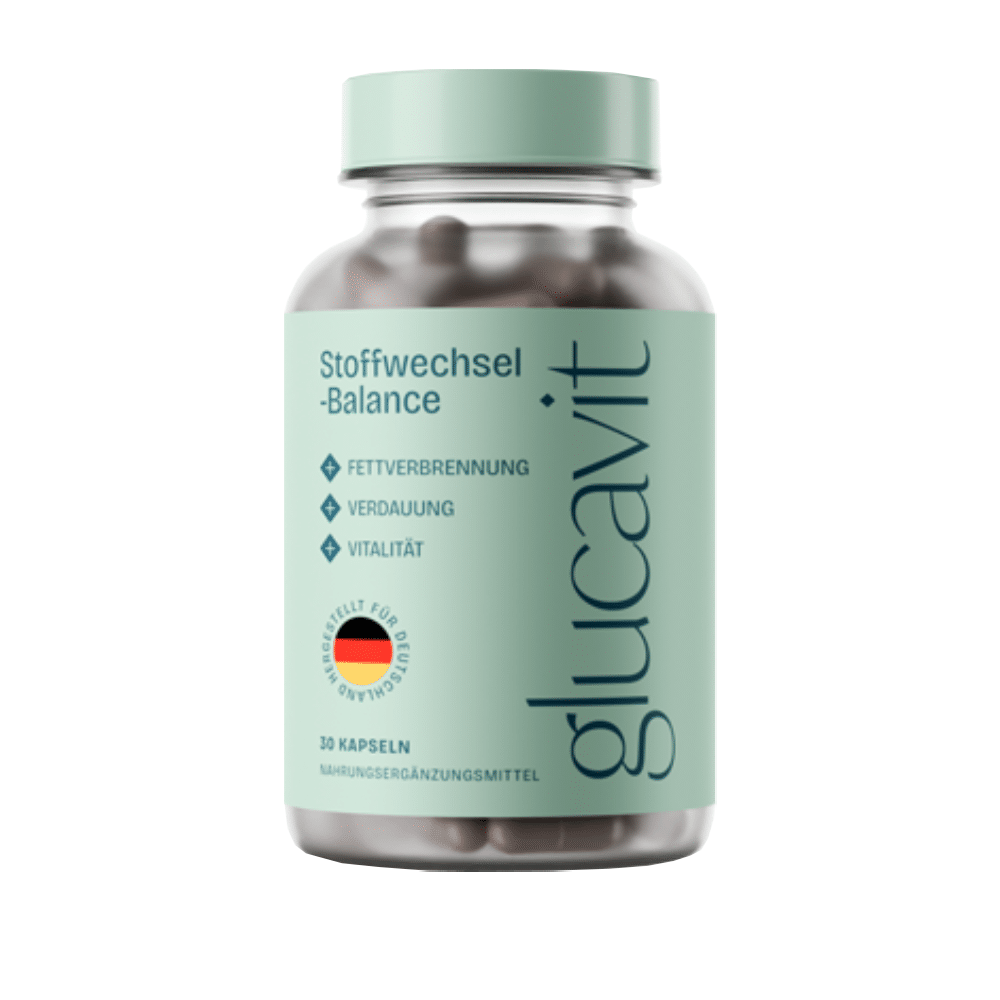 Stoffwechsel
-Balance
FETTVERBRENNUNG
VERDAUUNG
VITALITÄT
HERGESTELLT FÜR DEUTSCHLAND
30 KAPSELN
NAHRUNGSERGÄNZUNGSMITTEL
glucavit